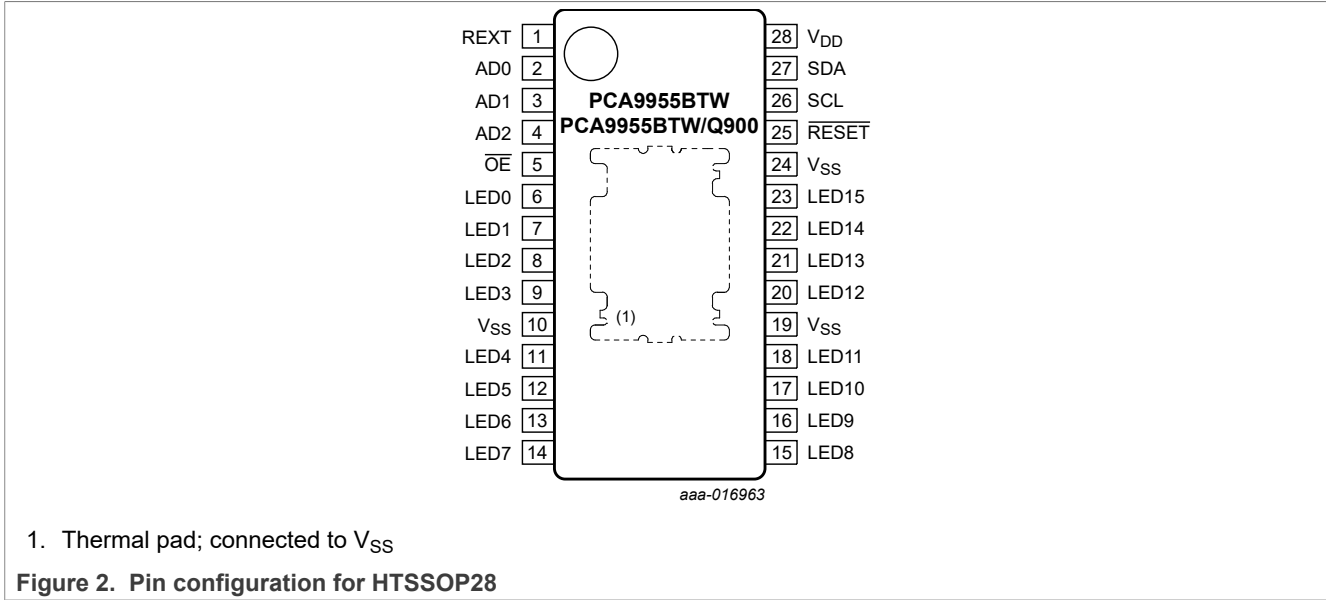 REXT 1 28 VDD
AD0 2 27 SDA
AD1 3 PCA9955BTW 26 SCL
AD2 4 PCA9955BTW/Q900 25 RESET
OE 5 24 VSS
LED0 6 23 LED15
LED1 7 22 LED14
LED2 8 21 LED13
LED3 9 20 LED12
VSS 10 (1) 19 VSS
LED4 11 18 LED11
LED5 12 17 LED10
LED6 13 16 LED9
LED7 14 15 LED8
aaa-016963
1. Thermal pad; connected to VSS
Figure 2. Pin configuration for HTSSOP28